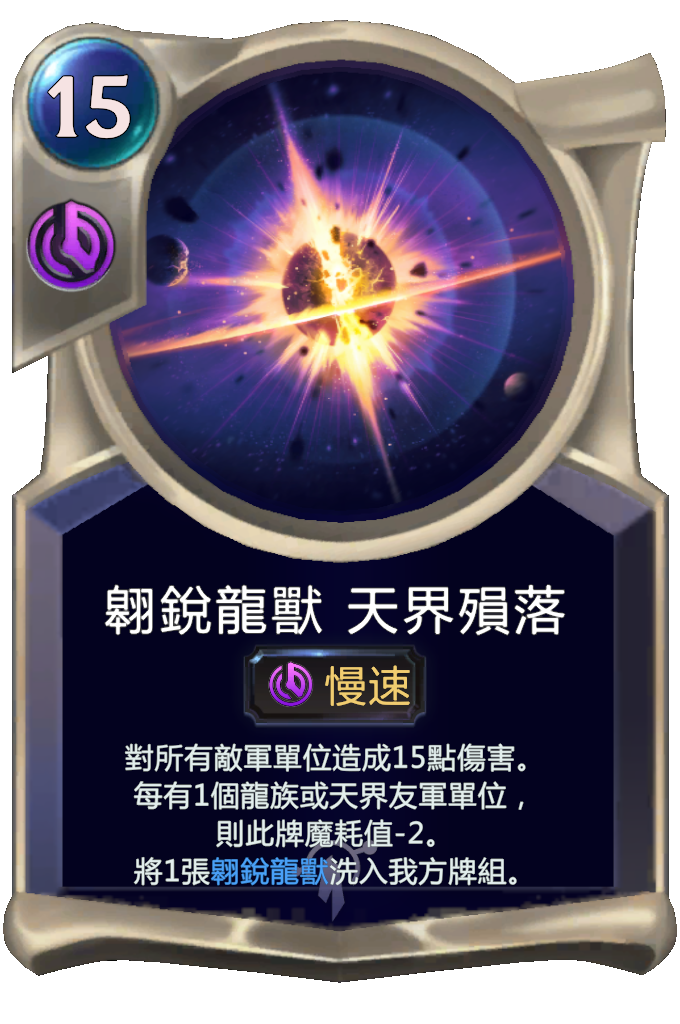 15
翱銳龍獸 天界殞落
慢速
對所有敵軍單位造成15點傷害。
每有1個龍族或天界友軍單位，
則此牌魔耗值-2。
將1張翱銳龍獸洗入我方牌組。